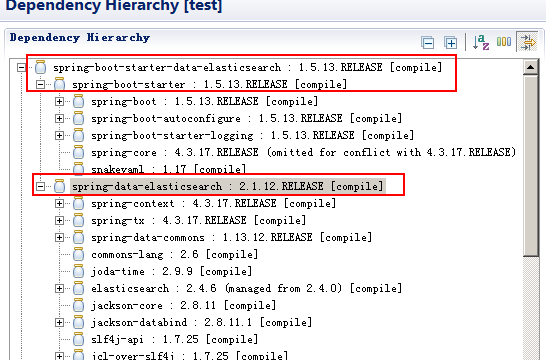 Dependency Hierarchy [test]
Dependency Hierarchy
spring-boot-starter-data-elasticsearch : 1.5.13.RELEASE [compile]
spring-boot-starter : 1.5.13.RELEASE [compile]
spring-boot : 1.5.13.RELEASE [compile]
spring-boot-autoconfigure : 1.5.13.RELEASE [compile]
spring-boot-starter-logging : 1.5.13.RELEASE [compile]
spring-core : 4.3.17.RELEASE (omitted for conflict with 4.3.17.RELEASE)
snakeyaml : 1.17 [compile]
spring-data-elasticsearch : 2.1.12.RELEASE [compile]
spring-context : 4.3.17.RELEASE [compile]
spring-tx : 4.3.17.RELEASE [compile]
spring-data-commons : 1.13.12.RELEASE [compile]
commons-lang : 2.6 [compile]
joda-time : 2.9.9 [compile]
elasticsearch : 2.4.6 (managed from 2.4.0) [compile]
jackson-core : 2.8.11 [compile]
jackson-databind : 2.8.11.1 [compile]
slf4j-api : 1.7.25 [compile]
jcl-over-slf4j : 1.7.25 [compile]